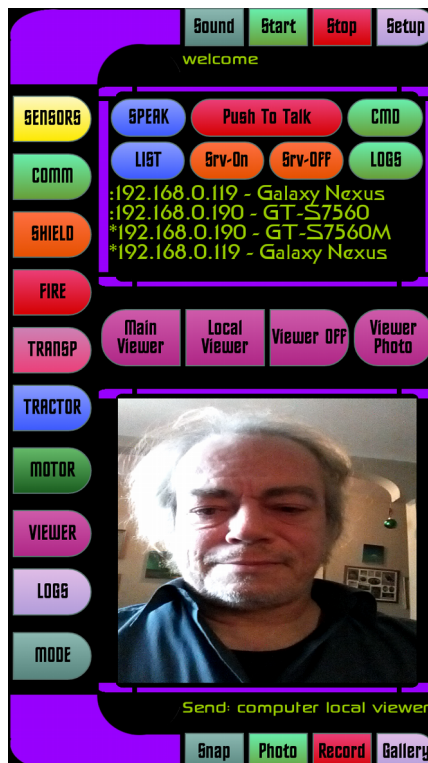 Sound Start Stop Setup
welcome
SENSORS
SPEAK Push To Talk CMD
LIST Srv-On Srv-Off LOGS
COMM
:192.168.0.119 - Galaxy Nexus
:192.168.0.190 - GT-S7560
*192.168.0.190 - GT-S7560M
*192.168.0.119 - Galaxy Nexus
SHIELD
FIRE
Main Viewer
Local Viewer
Viewer Off
Viewer Photo
TRANSP
TRACTOR
MOTOR
VIEWER
LOGS
MODE
Send: computer local viewer
Snap Photo Record Gallery